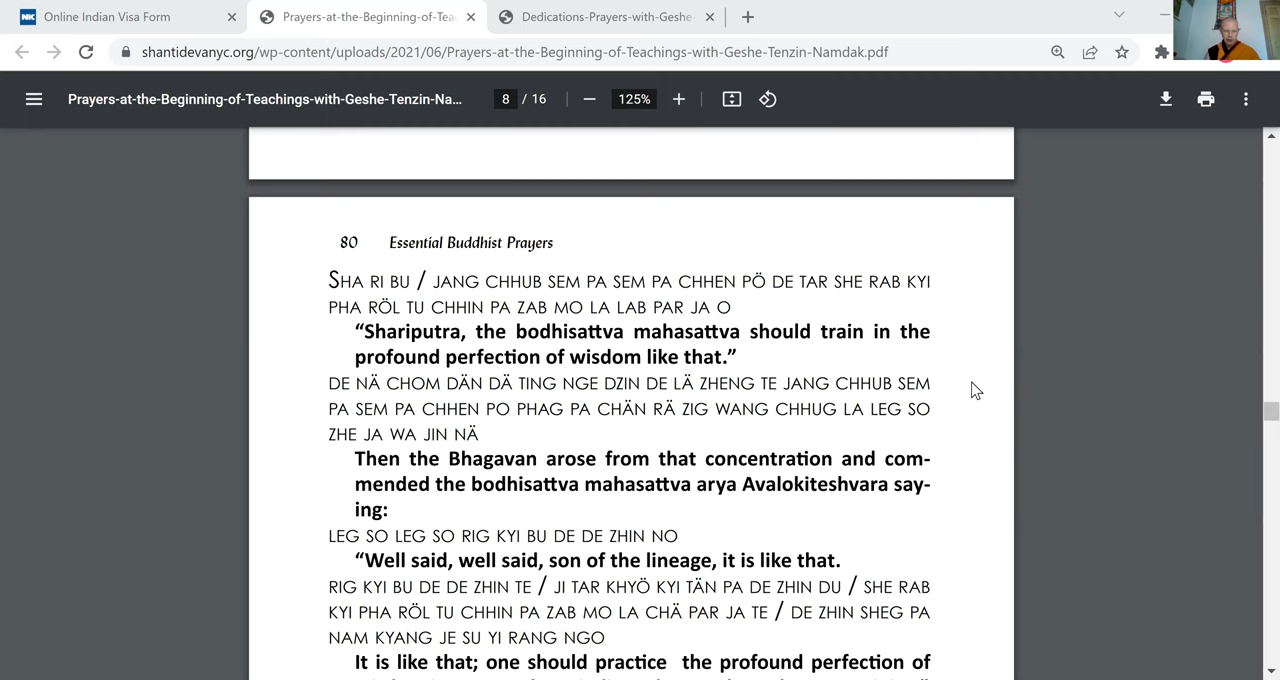 Online Indian Visa Form
Prayers-at-the-Beginning-of-Tea
Dedications-Prayers-with-Geshe-
shantidevanyc.org/wp-content/uploads/2021/06/Prayers-at-the-Beginning-of-Teachings-with-Geshe-Tenzin-Namdak.pdf
Prayers-at-the-Beginning-of-Teachings-with-Geshe-Tenzin-Na...
8 / 16
125%
80 Essential Buddhist Prayers
SHA RI BU / JANG CHHUB SEM PA SEM PA CHHEN PÖ DE TAR SHE RAB KYI
PHA RÖL TU CHHIN PA ZAB MO LA LAB PAR JA O
“Shariputra, the bodhisattva mahasattva should train in the
profound perfection of wisdom like that.”
DE NÄ CHOM DÄN DÄ TING NGE DZIN DE LÄ ZHENG TE JANG CHHUB SEM
PA SEM PA CHHEN PO PHAG PA CHÄN RÄ ZIG WANG CHHUG LA LEG SO
ZHE JA WA JIN NÄ
Then the Bhagavan arose from that concentration and com-
mended the bodhisattva mahasattva arya Avalokiteshvara say-
ing:
LEG SO LEG SO RIG KYI BU DE DE ZHIN NO
“Well said, well said, son of the lineage, it is like that.
RIG KYI BU DE DE ZHIN TE / JI TAR KHYÖ KYI TÄN PA DE ZHIN DU / SHE RAB
KYI PHA RÖL TU CHHIN PA ZAB MO LA CHÄ PAR JA TE / DE ZHIN SHEG PA
NAM KYANG JE SU YI RANG NGO
It is like that; one should practice the profound perfection of